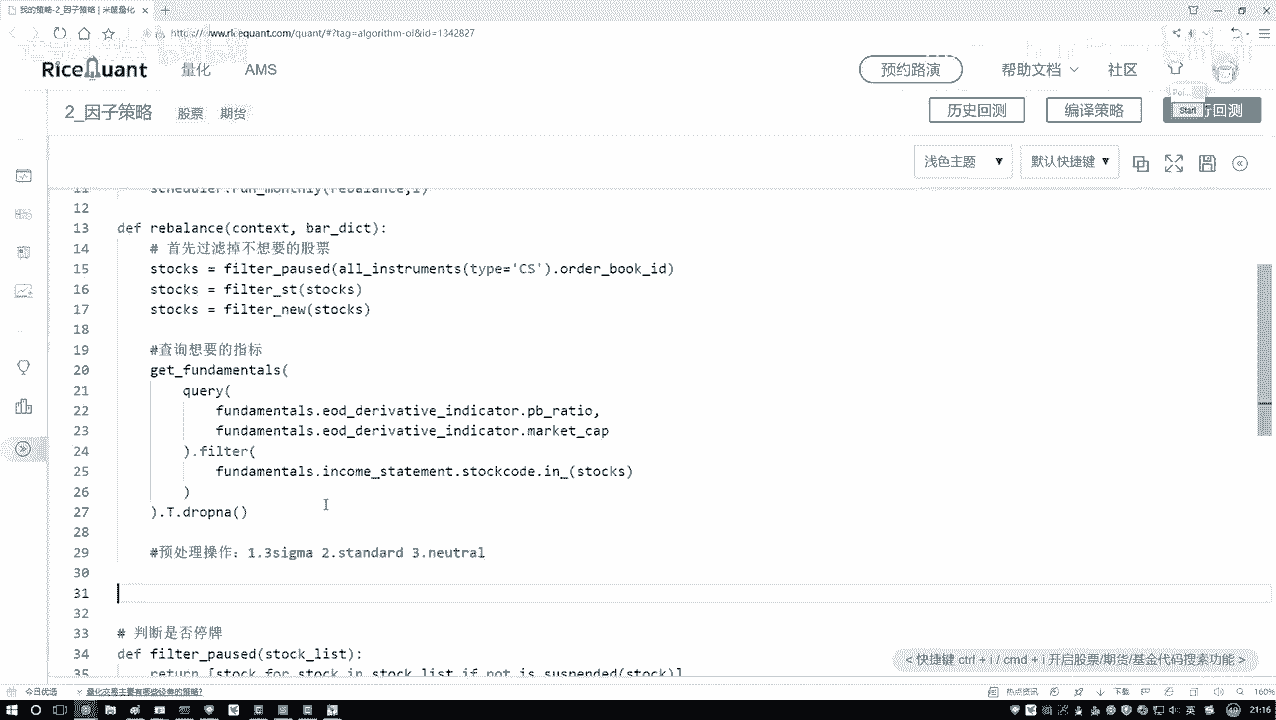 我的策略-2_因子策略 | 米筐量化
www.ricequant.com/quant/#?tag=algorithm-oi&id=1342827
RiceQuant
量化
AMS
预约路演
帮助文档
社区
2_因子策略
股票
期货
历史回测
编译策略
行回测
Start
浅色主题
默认快捷键
11 scheduler.run_monthly(rebalance,1)
12
13 def rebalance(context, bar_dict):
14 # 首先过滤掉不想要的股票
15 stocks = filter_paused(all_instruments(type='CS').order_book_id)
16 stocks = filter_st(stocks)
17 stocks = filter_new(stocks)
18
19 #查询想要的指标
20 get_fundamentals(
21 query(
22 fundamentals.eod_derivative_indicator.pb_ratio,
23 fundamentals.eod_derivative_indicator.market_cap
24 ).filter(
25 fundamentals.income_statement.stockcode.in_(stocks)
26 )
27 ).T.dropna()
28
29 #预处理操作：1.3sigma 2.standard 3.neutral
30
31
32
33 # 判断是否停牌
34 def filter_paused(stock_list):
35 return [stock for stock in stock_list if not is_suspended(stock)]
< 快捷键 ctrl + i / cmd + i 开启股票/期货/基金代码搜索功能 >
今日优选
量化交易主要有哪些经典的策略?
热点资讯
下载
160%
英
21:16